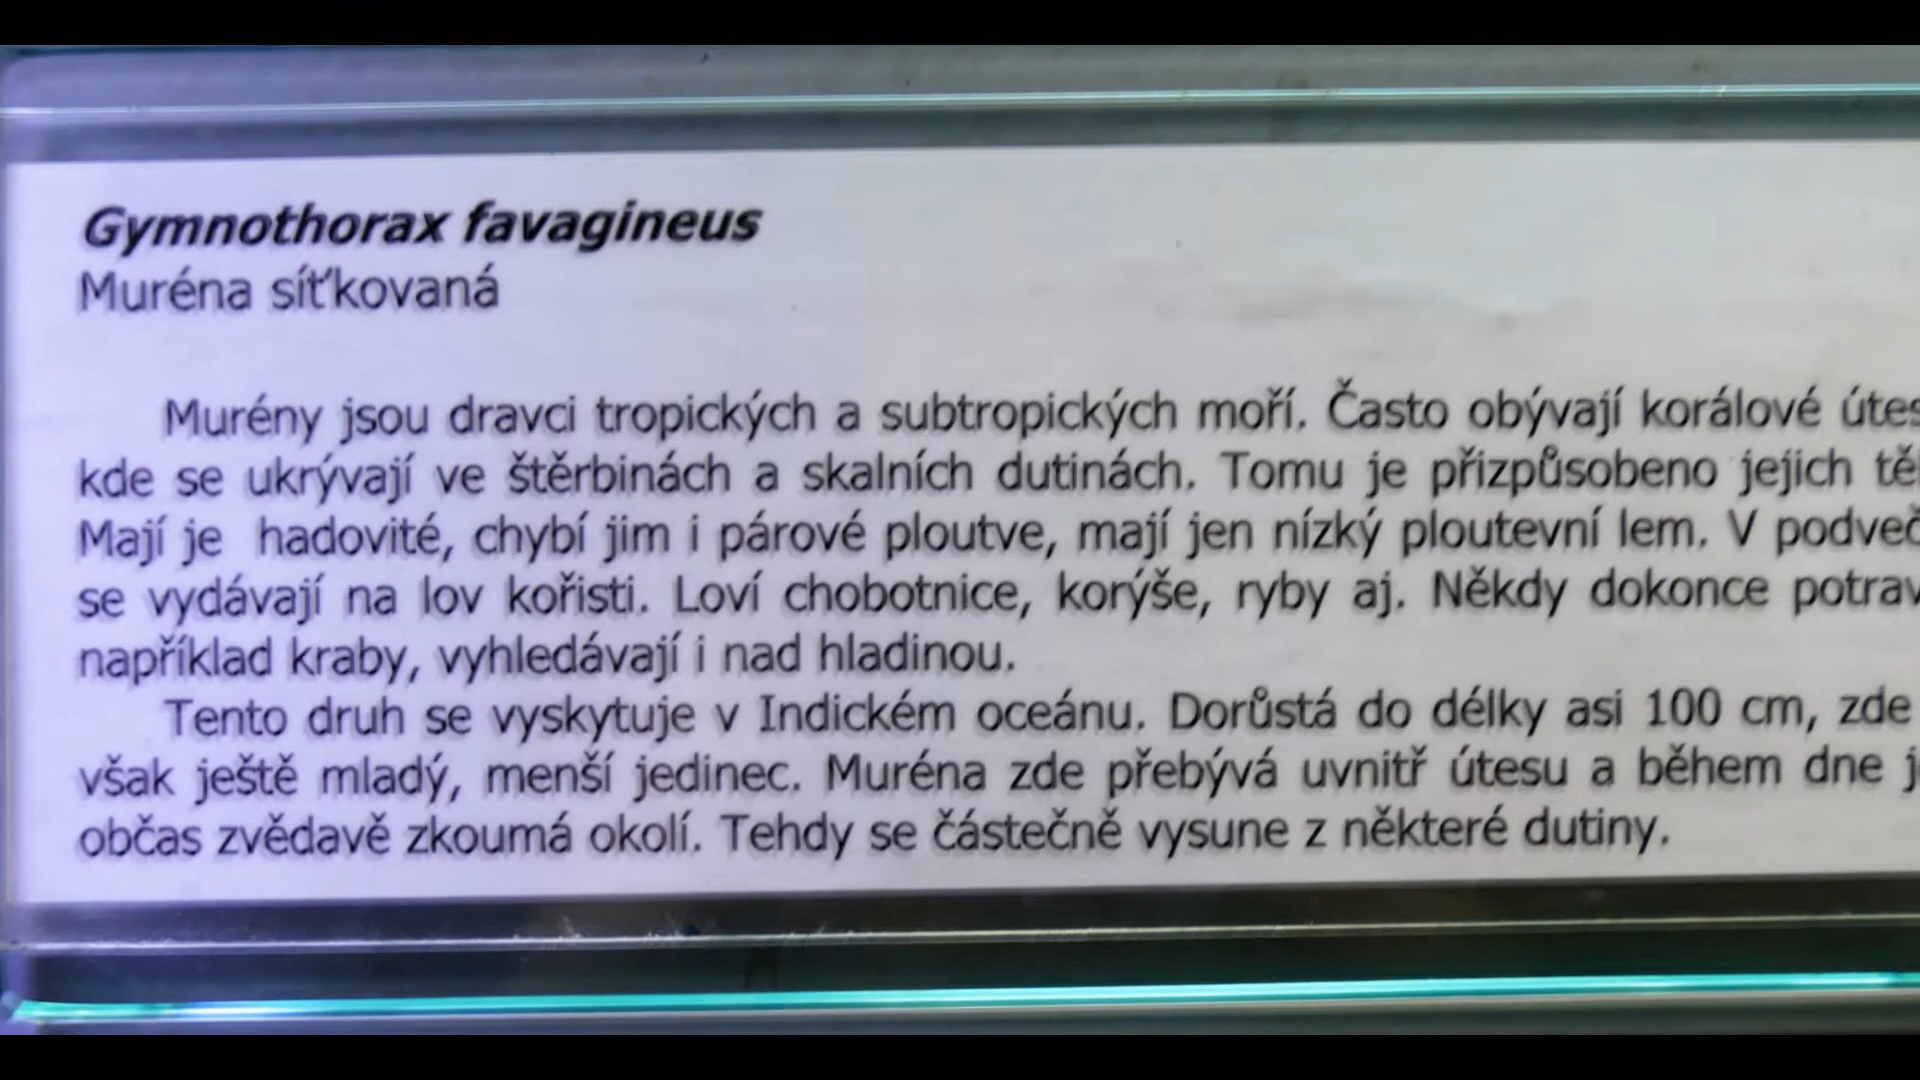 Gymnothorax favagineus
Muréna síťkovaná
Murény jsou dravci tropických a subtropických moří. Často obývají korálové útes
kde se ukrývají ve štěrbinách a skalních dutinách. Tomu je přizpůsobeno jejich
Mají je hadovité, chybí jim i párové ploutve, mají jen nízký ploutevní lem. V podveč
se vydávají na lov kořisti. Loví chobotnice, korýše, ryby aj. Někdy dokonce potrav
například kraby, vyhledávají i nad hladinou.
Tento druh se vyskytuje v Indickém oceánu. Dorůstá do délky asi 100 cm, zde
však ještě mladý, menší jedinec. Muréna zde přebývá uvnitř útesu a během dne
občas zvědavě zkoumá okolí. Tehdy se částečně vysune z některé dutiny.